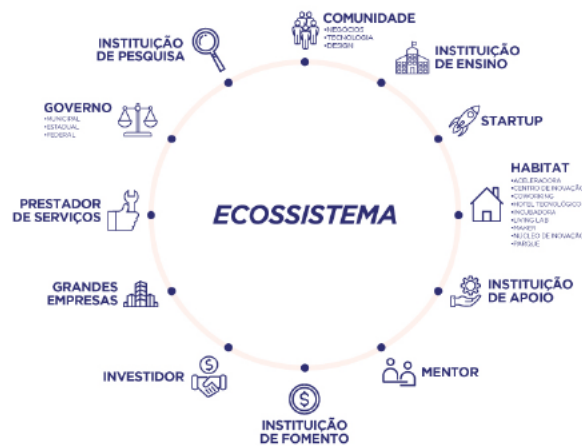 COMUNIDADE
•NEGÓCIOS
•TECNOLOGIA
•DESIGN
INSTITUIÇÃO
DE ENSINO
STARTUP
HABITAT
•ACELERADORA
•CENTRO DE INOVAÇÃO
•COWORKING
•HOTEL TECNOLÓGICO
•INCUBADORA
•LIVING LAB
•MAKER
•NÚCLEO DE INOVAÇÃO
•PARQUE
INSTITUIÇÃO
DE APOIO
MENTOR
INSTITUIÇÃO
DE FOMENTO
INVESTIDOR
GRANDES
EMPRESAS
PRESTADOR
DE SERVIÇOS
GOVERNO
•MUNICIPAL
•ESTADUAL
•FEDERAL
INSTITUIÇÃO
DE PESQUISA
ECOSSISTEMA